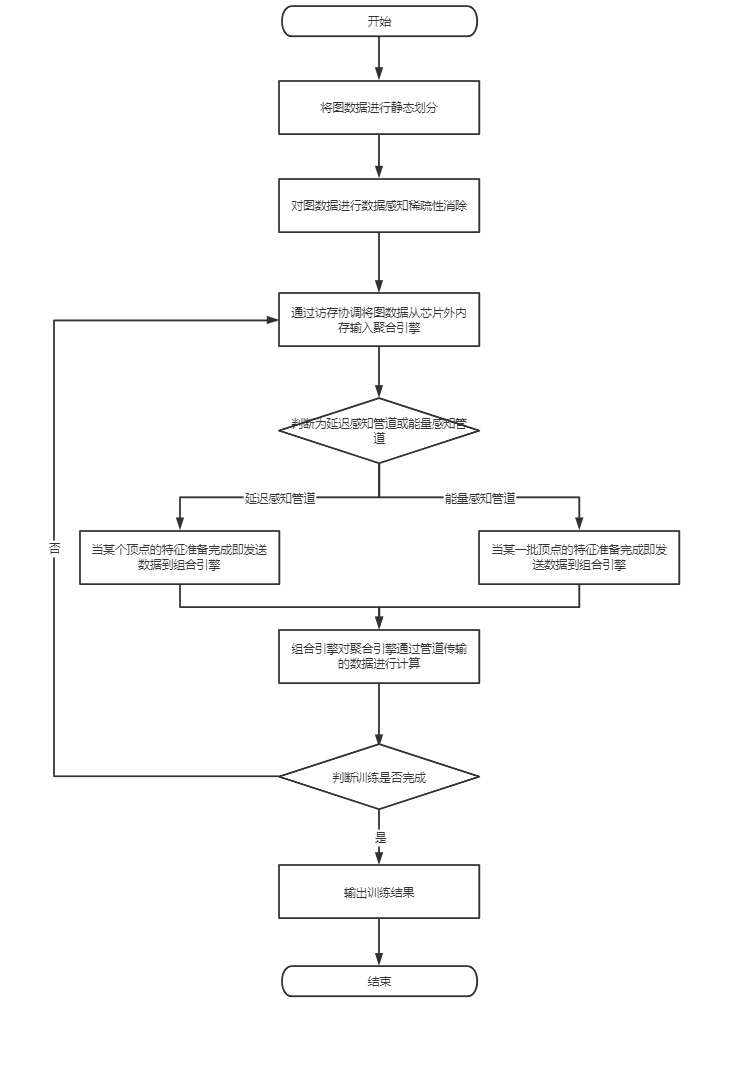 开始
将图数据进行静态划分
对图数据进行数据感知稀疏性消除
通过访存协调将图数据从芯片外内
存输入聚合引擎
判断为延迟感知管道或能量感知管
道
延迟感知管道
能量感知管道
否
当某个顶点的特征准备完成即发送
数据到组合引擎
当某一批顶点的特征准备完成即发
送数据到组合引擎
组合引擎对聚合引擎通过管道传输
的数据进行计算
判断训练是否完成
是
输出训练结果
结束